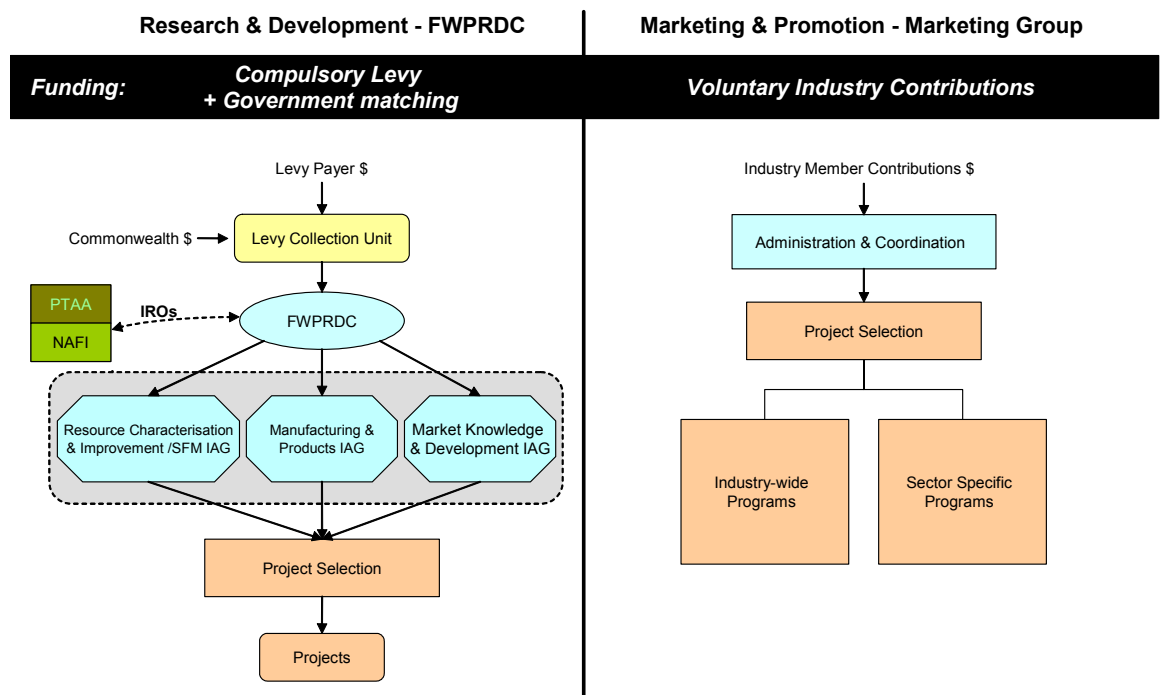 Research & Development - FWPRDC
Marketing & Promotion - Marketing Group
Funding:
Compulsory Levy
+ Government matching
Voluntary Industry Contributions
Levy Payer $
Commonwealth $
Levy Collection Unit
PTAA
NAFI
IROs
FWPRDC
Resource Characterisation
& Improvement /SFM IAG
Manufacturing &
Products IAG
Market Knowledge
& Development IAG
Project Selection
Projects
Industry Member Contributions $
Administration & Coordination
Project Selection
Industry-wide
Programs
Sector Specific
Programs